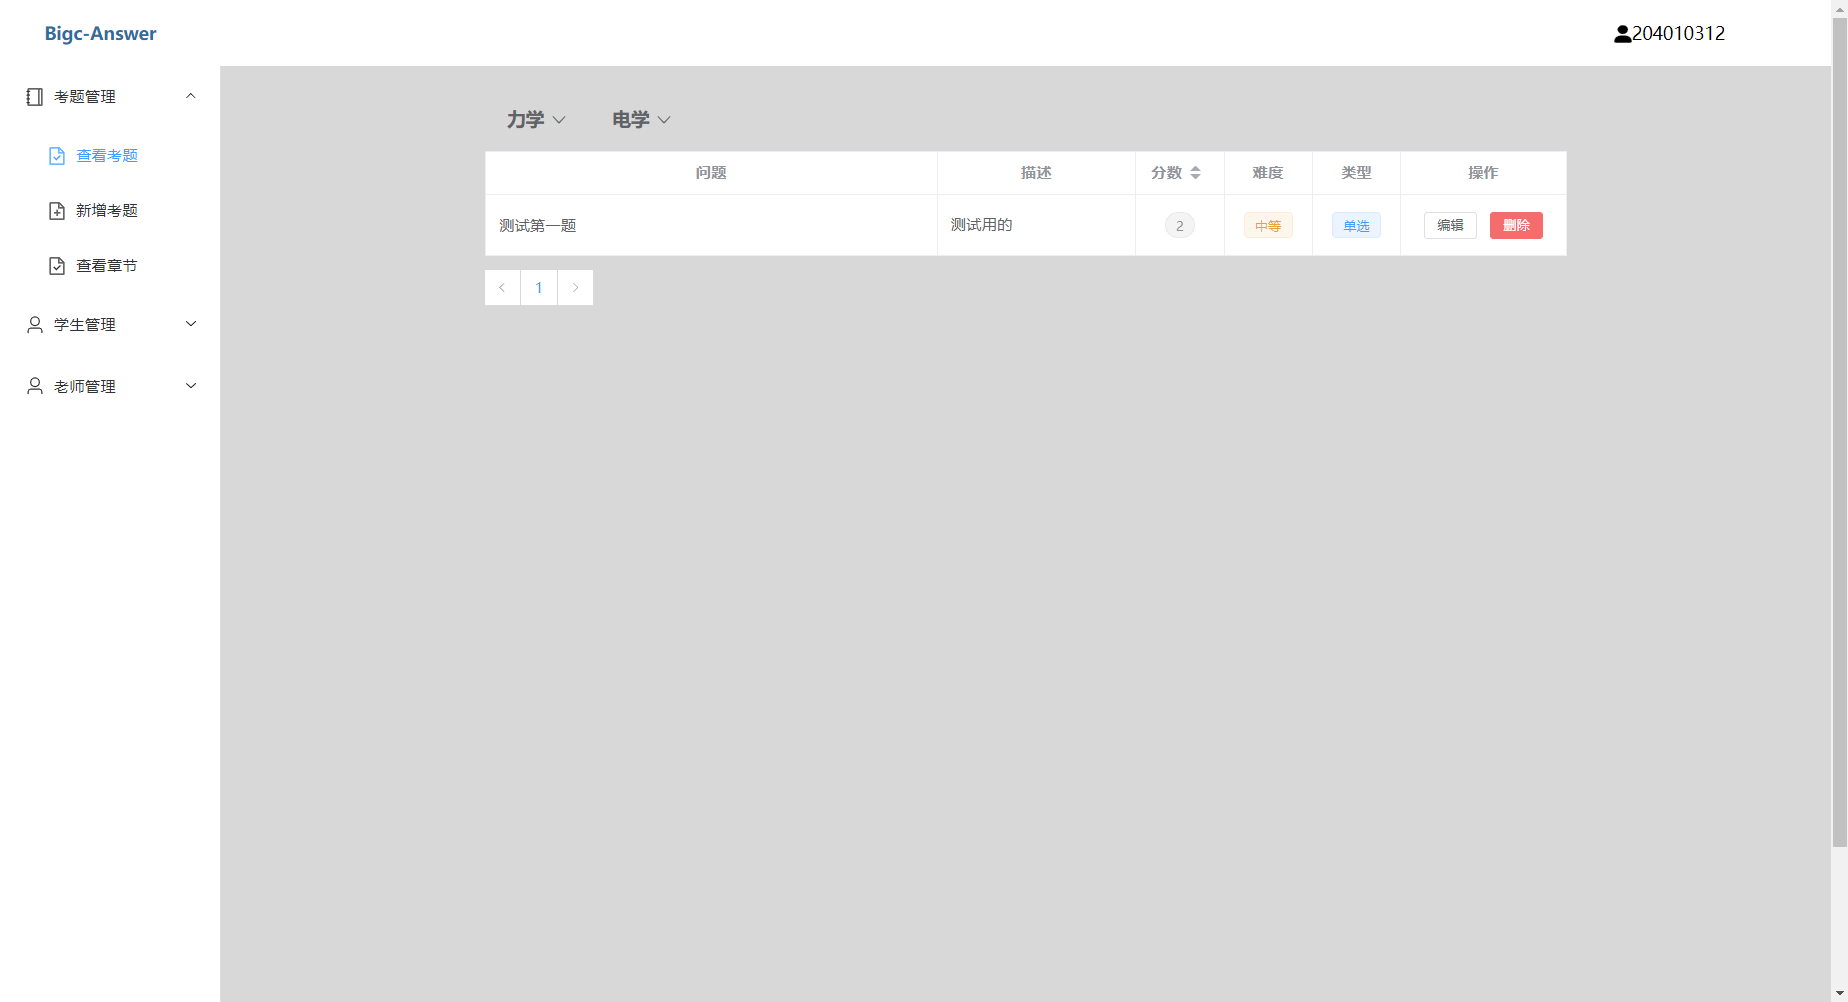 Bigc-Answer
204010312
考题管理
查看考题
新增考题
查看章节
学生管理
老师管理
力学 电学
问题 描述 分数 难度 类型 操作
测试第一题 测试用的 2 中等 单选 编辑 删除
1